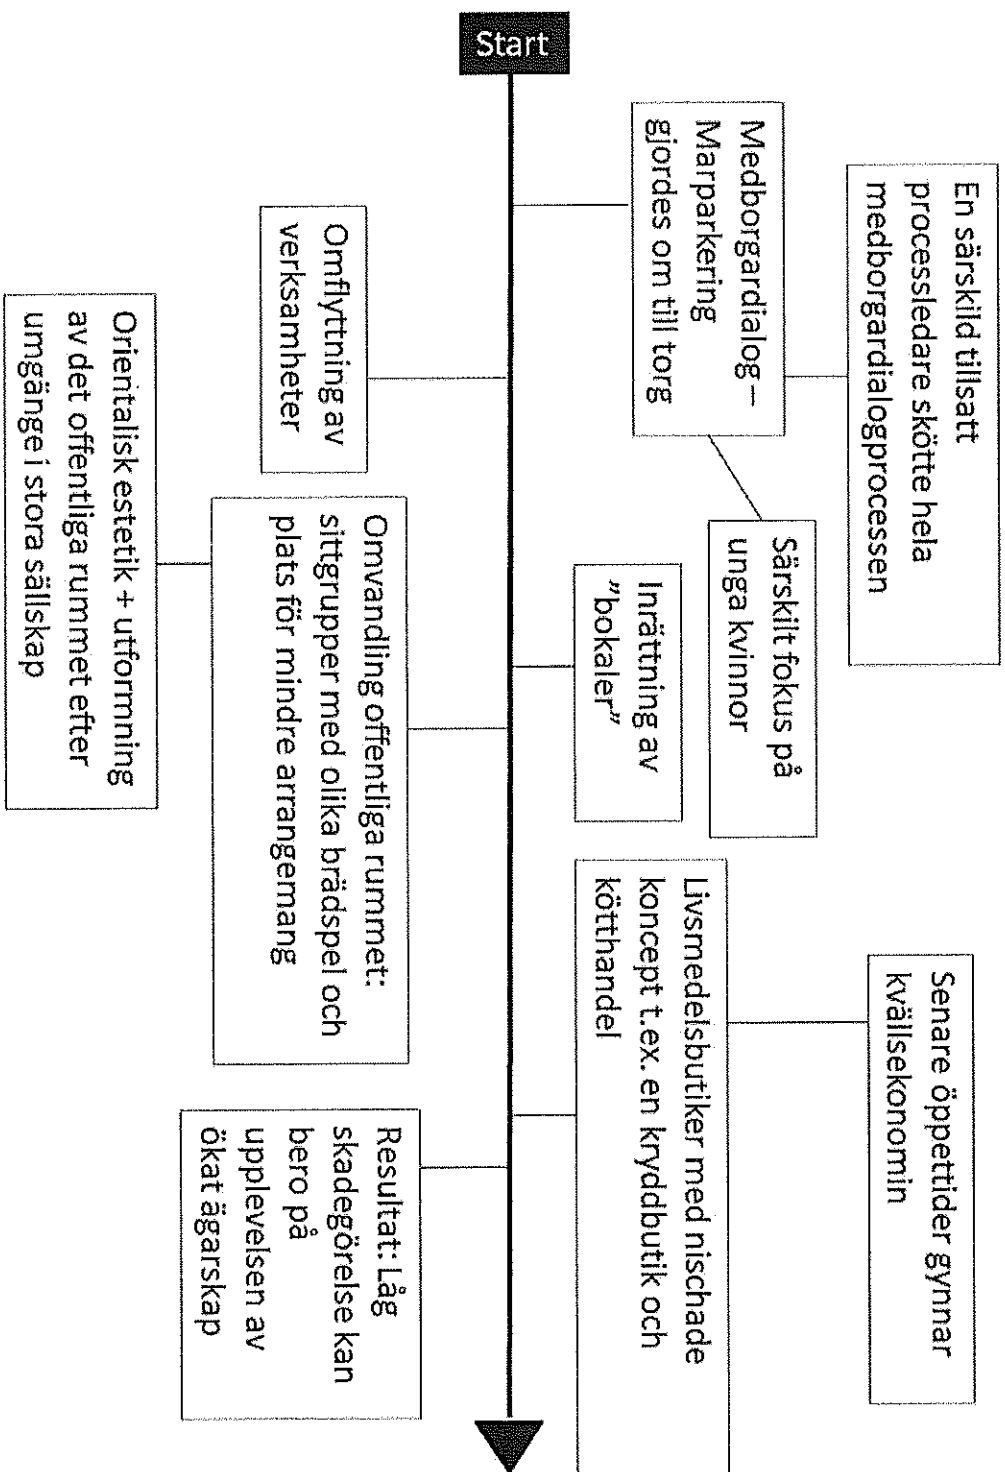 Start
En särskild tillsatt
processledare skötte hela
medborgardialogprocessen
Medborgardialog—
Marparkering
gjordes om till torg
Särskilt fokus på
unga kvinnor
Omflyttning av
verksamheter
Inrättning av
"bokaler"
Omvandling offentliga rummet:
sittgrupper med olika brädspel och
plats för mindre arrangemang
Orientalisk estetik + utformning
av det offentliga rummet efter
umgänge i stora sällskap
Senare öppettider gynnar
kvällsekonomin
Livsmedelsbutiker med nischade
koncept t.ex. en kryddbutik och
kötthandel
Resultat: Låg
skadegörelse kan
bero på
upplevelsen av
ökat ägarskap